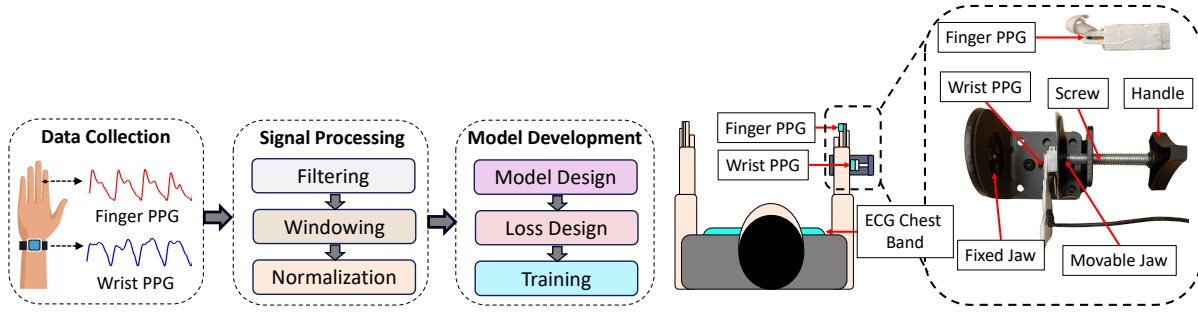 Data Collection
Finger PPG
Wrist PPG
Signal Processing
Filtering
Windowing
Normalization
Model Development
Model Design
Loss Design
Training
Finger PPG
Wrist PPG
ECG Chest
Band
Finger PPG
Wrist PPG
Screw
Handle
Fixed Jaw
Movable Jaw